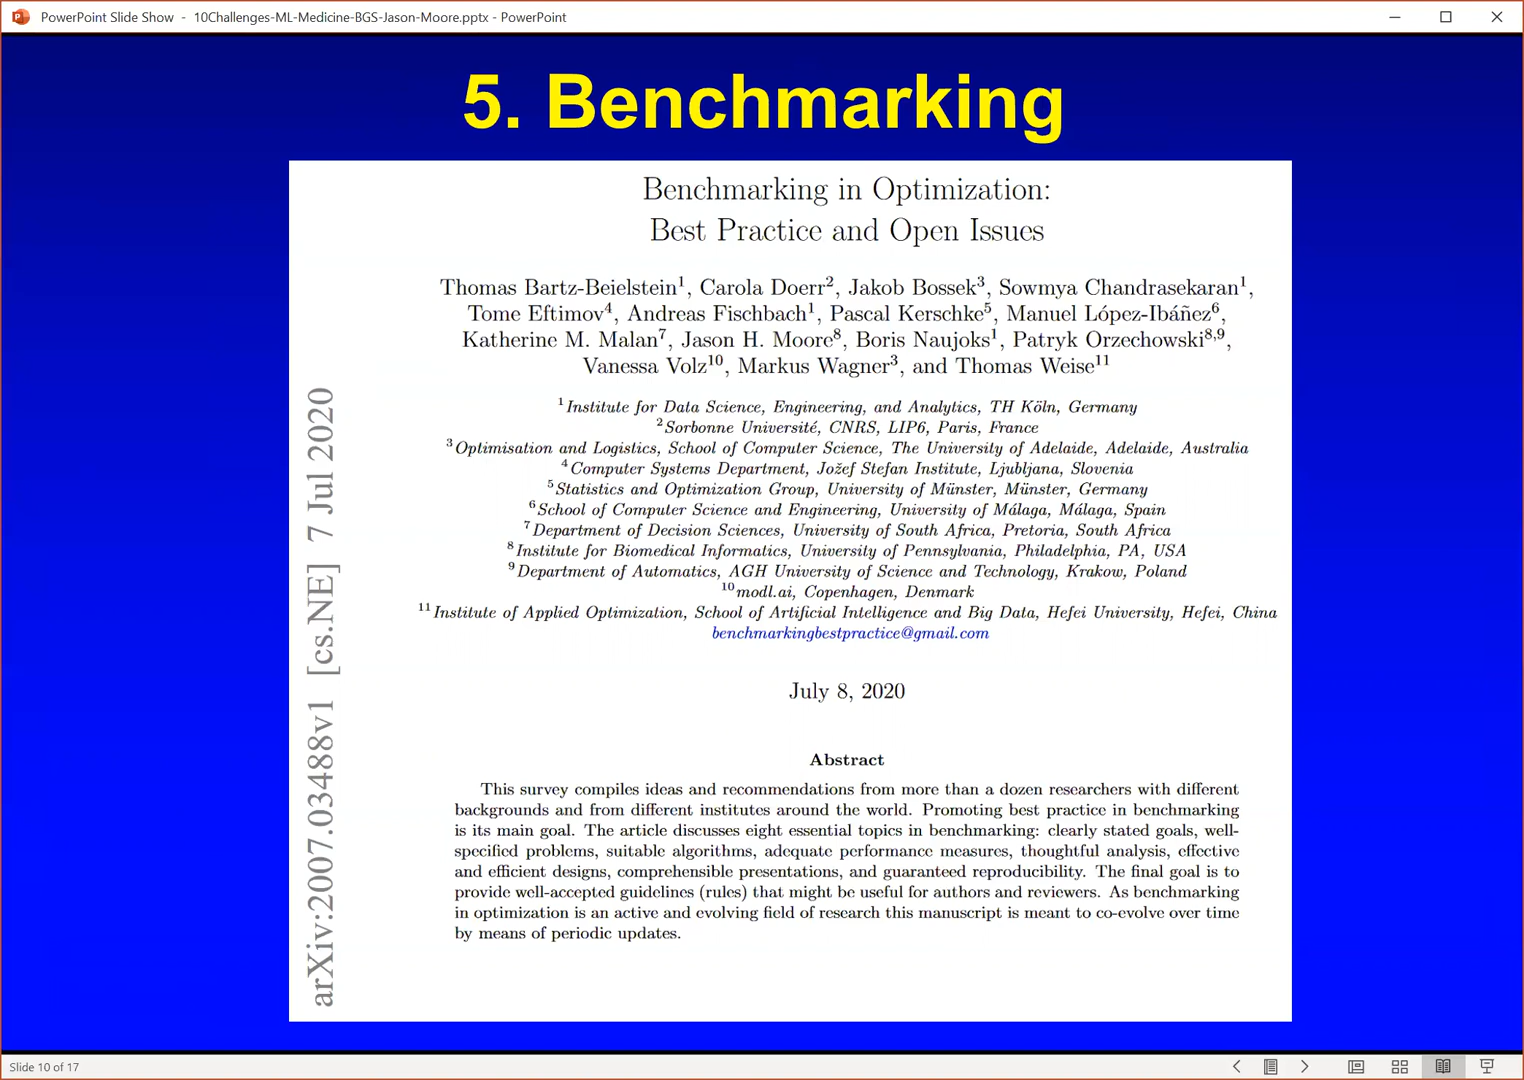 PowerPoint Slide Show - 10Challenges-ML-Medicine-BGS-Jason-Moore.pptx - PowerPoint
5. Benchmarking
Benchmarking in Optimization:
Best Practice and Open Issues
Thomas Bartz-Beielstein1, Carola Doerr2, Jakob Bossek3, Sowmya Chandrasekaran1,
Tome Eftimov4, Andreas Fischbach1, Pascal Kerschke5, Manuel López-Ibáñez6,
Katherine M. Malan7, Jason H. Moore8, Boris Naujoks1, Patryk Orzechowski8,9,
Vanessa Volz10, Markus Wagner3, and Thomas Weise11
1Institute for Data Science, Engineering, and Analytics, TH Köln, Germany
2Sorbonne Université, CNRS, LIP6, Paris, France
3Optimisation and Logistics, School of Computer Science, The University of Adelaide, Adelaide, Australia
4Computer Systems Department, Jožef Stefan Institute, Ljubljana, Slovenia
5Statistics and Optimization Group, University of Münster, Münster, Germany
6School of Computer Science and Engineering, University of Málaga, Málaga, Spain
7Department of Decision Sciences, University of South Africa, Pretoria, South Africa
8Institute for Biomedical Informatics, University of Pennsylvania, Philadelphia, PA, USA
9Department of Automatics, AGH University of Science and Technology, Krakow, Poland
10modl.ai, Copenhagen, Denmark
11Institute of Applied Optimization, School of Artificial Intelligence and Big Data, Hefei University, Hefei, China
benchmarkingbestpractice@gmail.com
July 8, 2020
Abstract
This survey compiles ideas and recommendations from more than a dozen researchers with different
backgrounds and from different institutes around the world. Promoting best practice in benchmarking
is its main goal. The article discusses eight essential topics in benchmarking: clearly stated goals, well-
specified problems, suitable algorithms, adequate performance measures, thoughtful analysis, effective
and efficient designs, comprehensible presentations, and guaranteed reproducibility. The final goal is to
provide well-accepted guidelines (rules) that might be useful for authors and reviewers. As benchmarking
in optimization is an active and evolving field of research this manuscript is meant to co-evolve over time
by means of periodic updates.
arXiv:2007.03488v1 [cs.NE] 7 Jul 2020
Slide 10 of 17